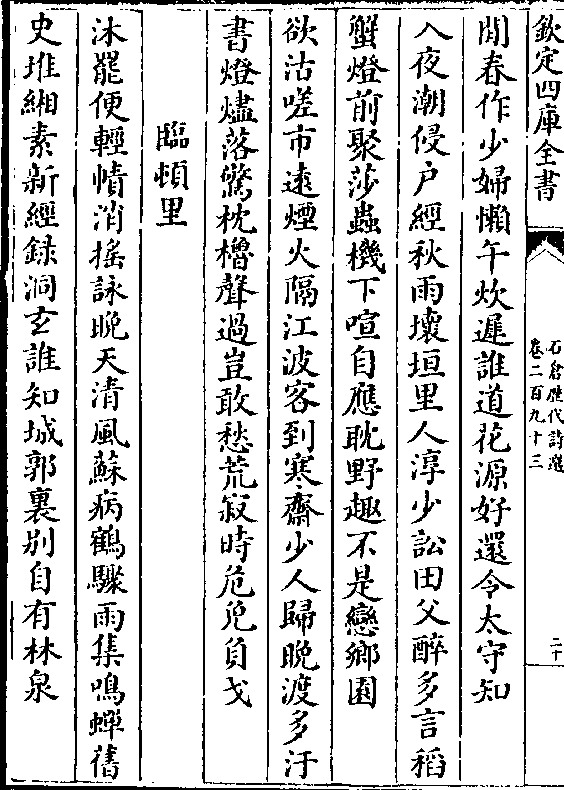 欽定四庫全書
石倉歷代詩選
卷二百九十三
二十
閒春作少婦懶午炊遲誰道花源好還令太守知
入夜潮侵户經秋雨壞垣里人淳少訟田父醉多言稻
蟹燈前聚莎蟲機下喧自應耽野趣不是戀鄉園
欲沽嗟市遠煙火隔江波客到寒齋少人歸晚渡多汙
書燈燼落驚枕櫓聲過豈敢愁荒寂時危免負戈
臨頓里
沐罷便輕幘消搖詠晩天清風蘇病鶴驟雨集鳴蟬舊
史堆緗素新經録洞玄誰知城郭裏别自有林泉